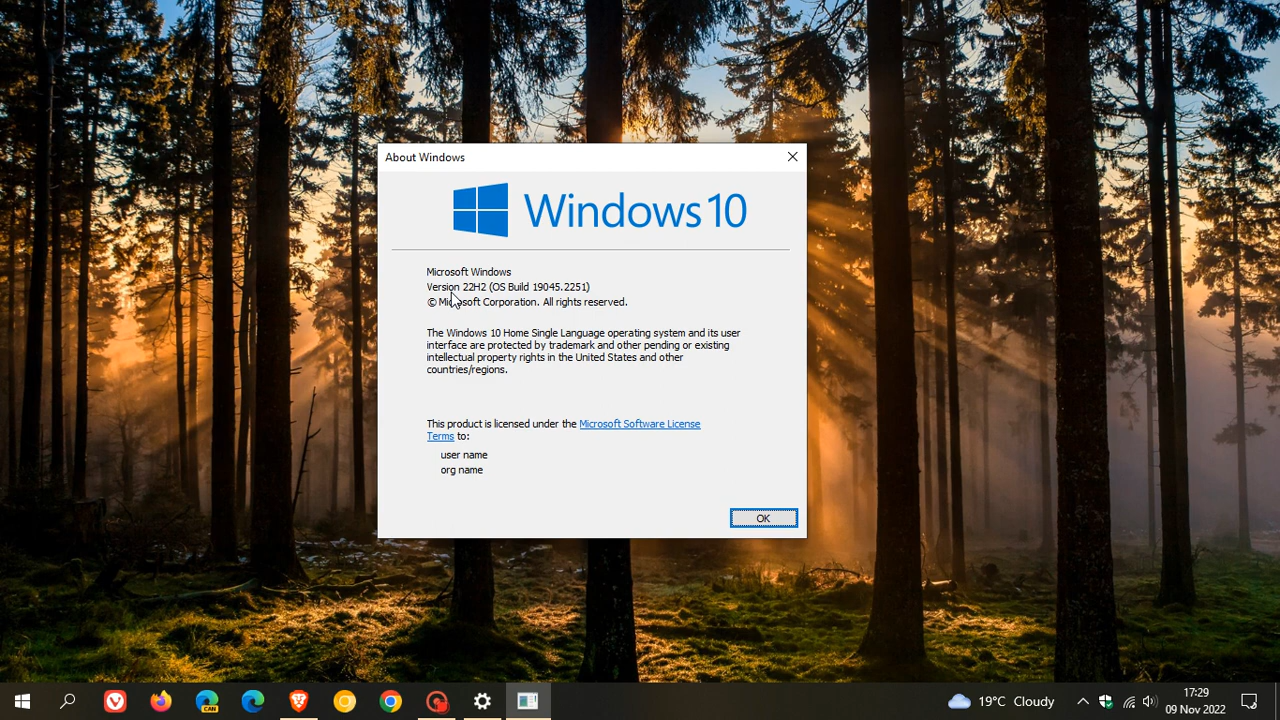 About Windows
Windows 10
Microsoft Windows
Version 22H2 (OS Build 19045.2251)
© Microsoft Corporation. All rights reserved.
The Windows 10 Home Single Language operating system and its user
interface are protected by trademark and other pending or existing
intellectual property rights in the United States and other
countries/regions.
This product is licensed under the Microsoft Software License
Terms to:
user name
org name
OK
CAN
19°C Cloudy
17:29
09 Nov 2022